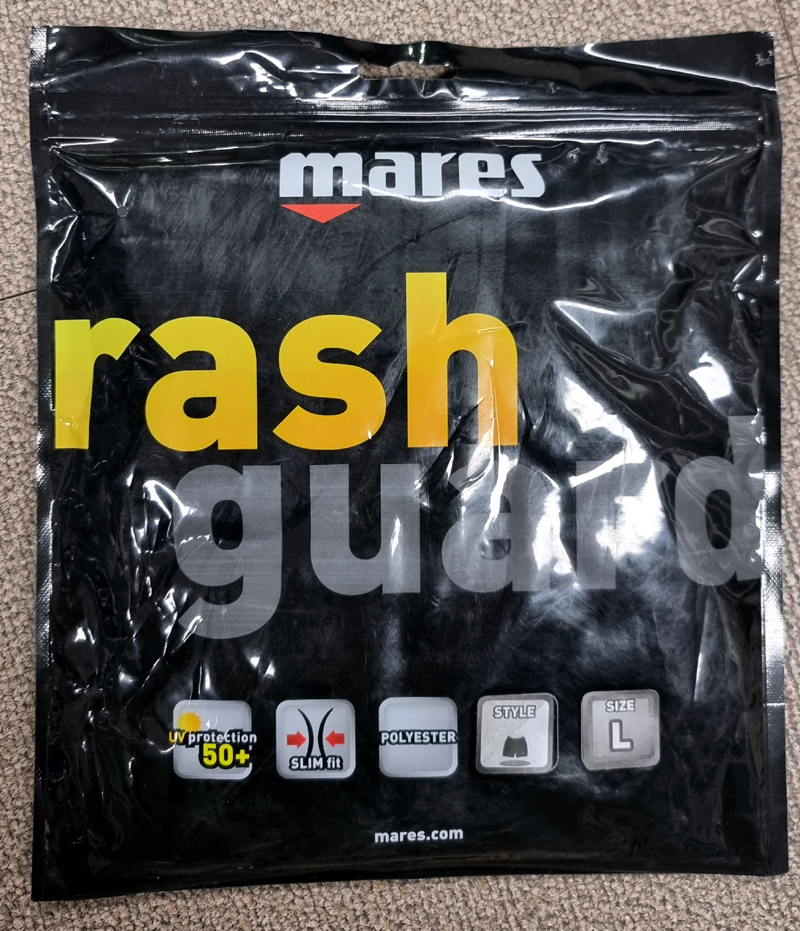 mares
rash
guard
UV protection
50+
SLIM fit
POLYESTER
STYLE
SIZE
L
mares.com